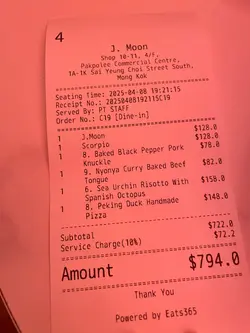 4
J. Moon
Shop 10-11, 4/F,
Pakpolee Commercial Centre,
1A-1K Sai Yeung Choi Street South,
Mong Kok
Seating Time: 2025-04-08 19:21:15
Receipt No.: 20250408192115C19
Served By: PT STAFF
Order No.: C19 [Dine-in]
1 J.Moon $128.0
1 Scorpio $128.0
1 8. Baked Black Pepper Pork $78.0
Knuckle
1 9. Nyonya Curry Baked Beef $82.0
Tongue
1 6. Sea Urchin Risotto With $158.0
Spanish Octopus
1 8. Peking Duck Handmade $148.0
Pizza
Subtotal $722.0
Service Charge(10%) $72.2
Amount $794.0
Thank You
Powered by Eats365